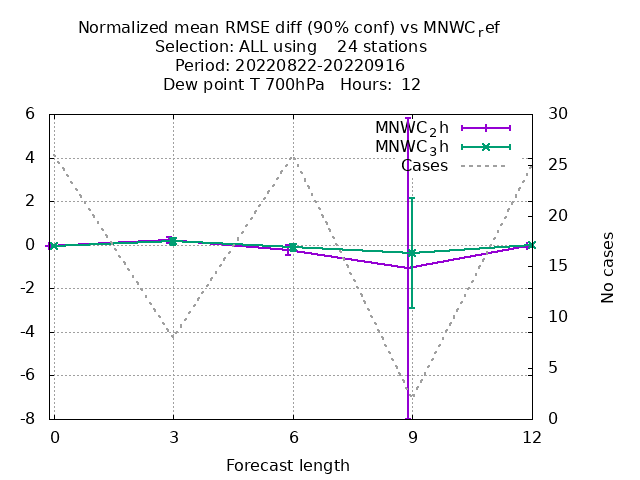 Normalized mean RMSE diff (90% conf) vs MNWC_ref
Selection: ALL using    24 stations
Period: 20220822-20220916
Dew point T 700hPa   Hours: 12
MNWC_2h
MNWC_3h
Cases
6
4
2
0
-2
-4
-6
-8
30
25
20
15
10
5
0
No cases
0 3 6 9 12
Forecast length